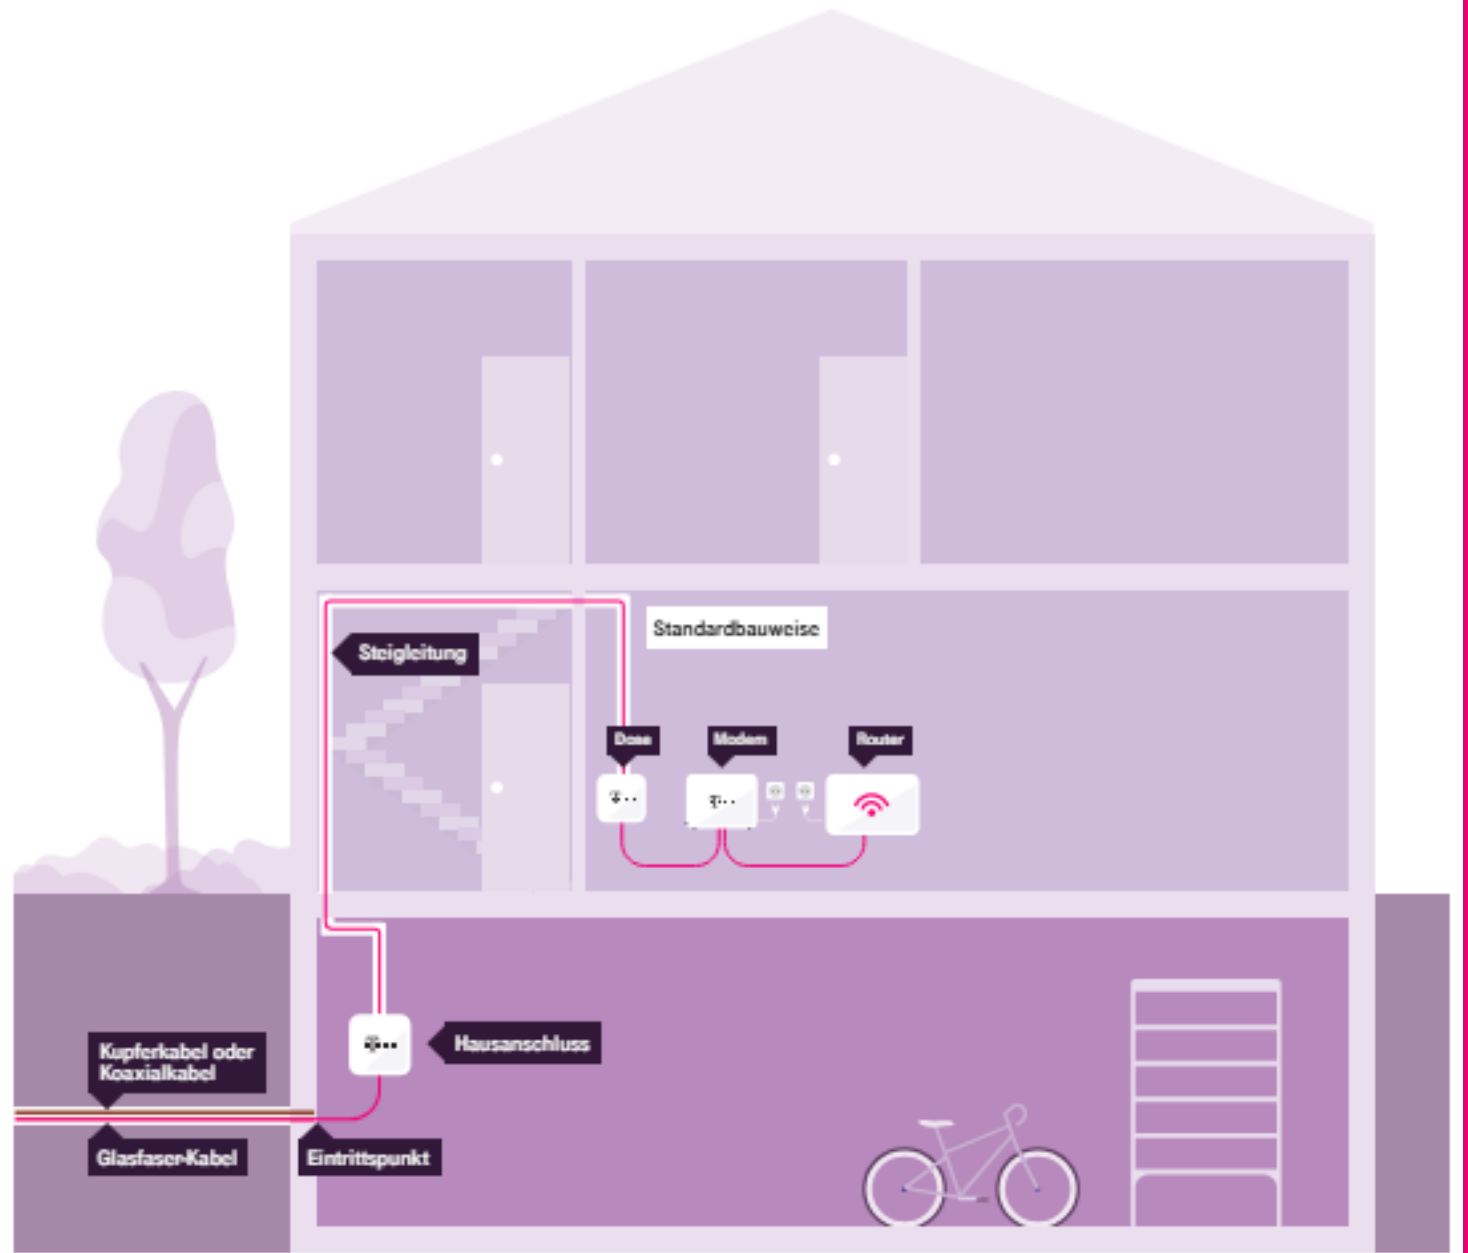 Steigleitung
Standardbauweise
Dose
Modem
Router
Hausanschluss
Kupferkabel oder
Koaxialkabel
Glasfaser-Kabel
Eintrittspunkt